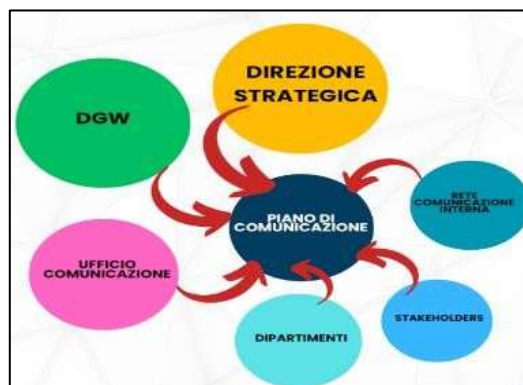 DIREZIONE
STRATEGICA
DGW
RETE
COMUNICAZIONE
INTERNA
PIANO DI
COMUNICAZIONE
UFFICIO
COMUNICAZIONE
STAKEHOLDERS
DIPARTIMENTI